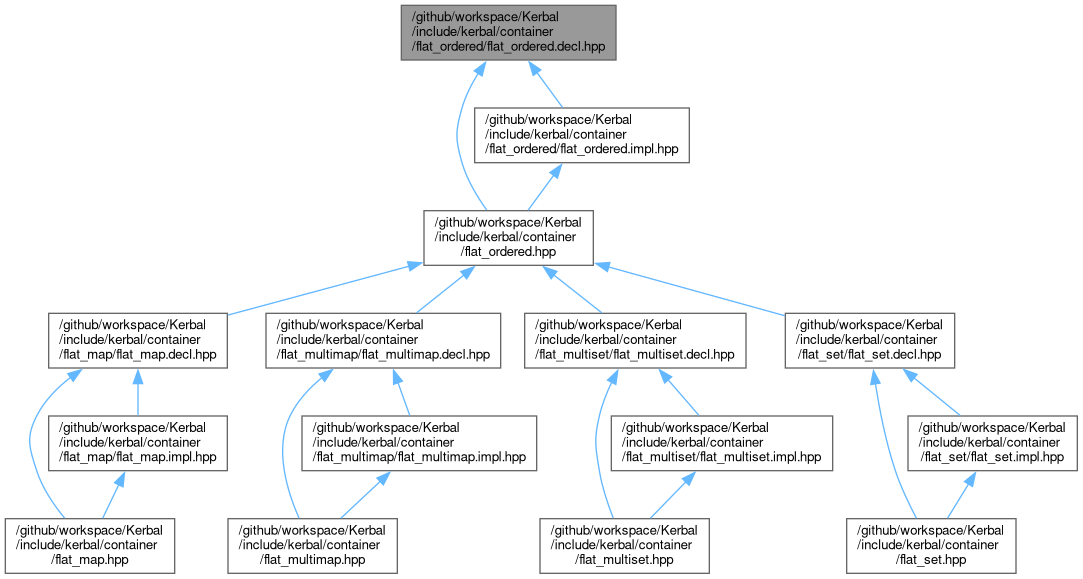 /github/workspace/Kerbal
/include/kerbal/container
/flat_ordered/flat_ordered.decl.hpp
/github/workspace/Kerbal
/include/kerbal/container
/flat_ordered/flat_ordered.impl.hpp
/github/workspace/Kerbal
/include/kerbal/container
/flat_ordered.hpp
/github/workspace/Kerbal
/include/kerbal/container
/flat_map/flat_map.decl.hpp
/github/workspace/Kerbal
/include/kerbal/container
/flat_multimap/flat_multimap.decl.hpp
/github/workspace/Kerbal
/include/kerbal/container
/flat_multiset/flat_multiset.decl.hpp
/github/workspace/Kerbal
/include/kerbal/container
/flat_set/flat_set.decl.hpp
/github/workspace/Kerbal
/include/kerbal/container
/flat_map/flat_map.impl.hpp
/github/workspace/Kerbal
/include/kerbal/container
/flat_multimap/flat_multimap.impl.hpp
/github/workspace/Kerbal
/include/kerbal/container
/flat_multiset/flat_multiset.impl.hpp
/github/workspace/Kerbal
/include/kerbal/container
/flat_set/flat_set.impl.hpp
/github/workspace/Kerbal
/include/kerbal/container
/flat_map.hpp
/github/workspace/Kerbal
/include/kerbal/container
/flat_multimap.hpp
/github/workspace/Kerbal
/include/kerbal/container
/flat_multiset.hpp
/github/workspace/Kerbal
/include/kerbal/container
/flat_set.hpp